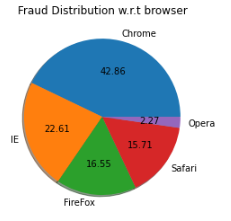 Fraud Distribution w.r.t browser
Chrome
42.86
22.61
2.27
Opera
IE
15.71
16.55
Safari
FireFox